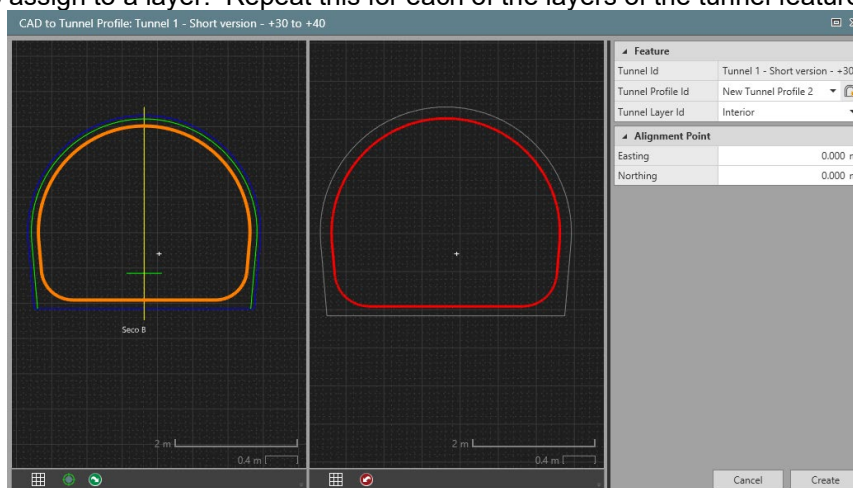 assign to a layer? Repeat this for each of the layers of the tunnel feature
CAD to Tunnel Profile: Tunnel 1 - Short version - +30 to +40
Feature
Tunnel Id Tunnel 1 - Short version - +30
Tunnel Profile Id New Tunnel Profile 2
Tunnel Layer Id Interior
Alignment Point
Easting 0.000
Northing 0.000
Seco B
2 m
0.4 m
2 m
0.4 m
Cancel Create